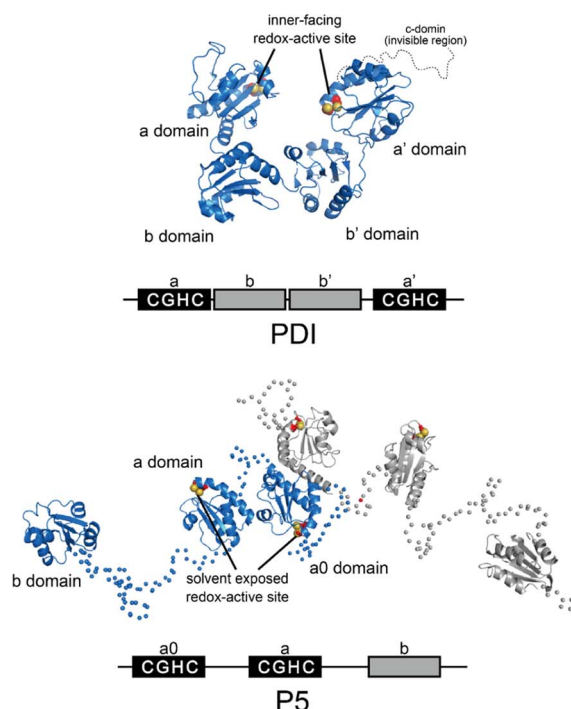 inner-facing
redox-active site
c-domin
(invisible region)
a domain
a' domain
b domain
b' domain
a b b' a'
CGHC CGHC
PDI
a domain
b domain
solvent exposed
redox-active site
a0 domain
a0 a b
CGHC CGHC
P5